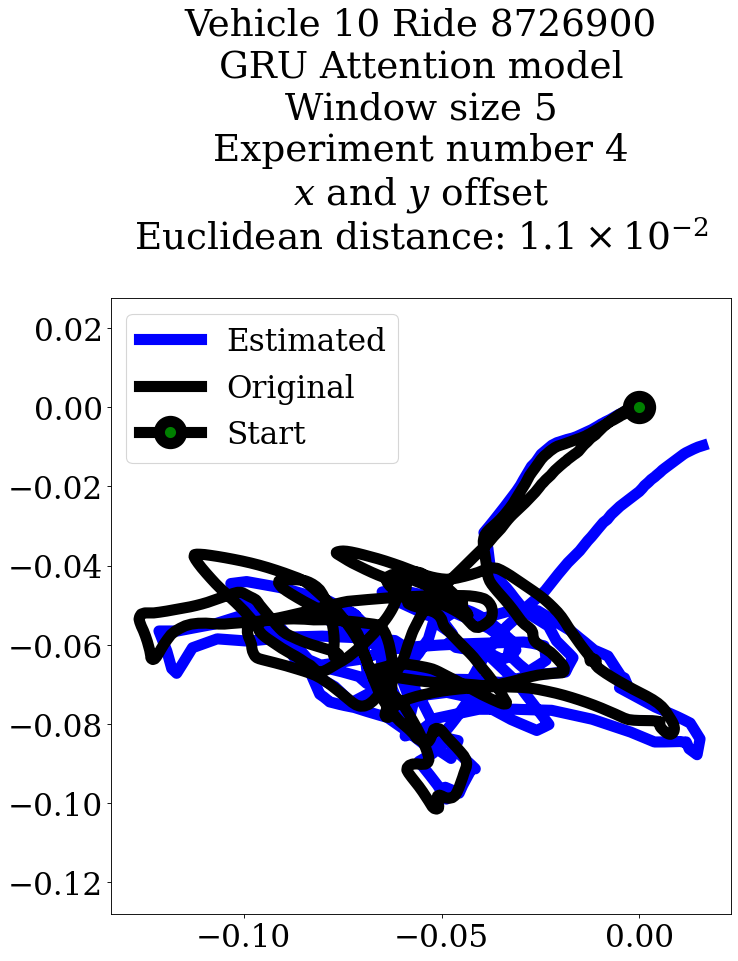 Vehicle 10 Ride 8726900
GRU Attention model
Window size 5
Experiment number 4
x and y offset
Euclidean distance: 1.1 × 10⁻²
Estimated
Original
Start
0.02
0.00
−0.02
−0.04
−0.06
−0.08
−0.10
−0.12
−0.10
−0.05
0.00